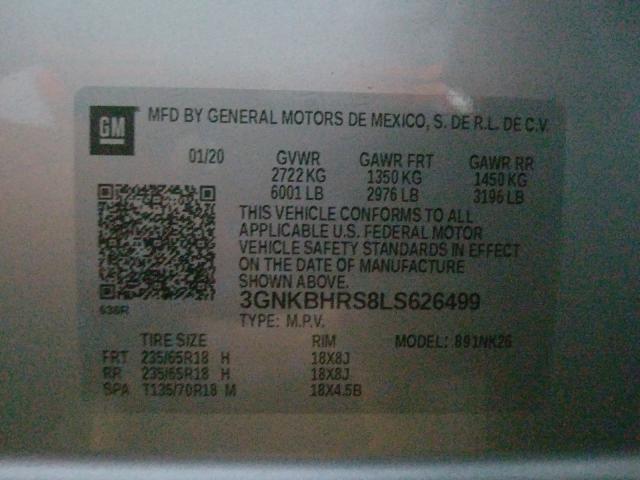 GM
MFD BY GENERAL MOTORS DE MEXICO, S. DE R.L. DE C.V.
01/20 GVWR GAWR FRT GAWR RR
2722 KG 1350 KG 1450 KG
6001 LB 2976 LB 3196 LB
THIS VEHICLE CONFORMS TO ALL
APPLICABLE U.S. FEDERAL MOTOR
VEHICLE SAFETY STANDARDS IN EFFECT
ON THE DATE OF MANUFACTURE
SHOWN ABOVE.
3GNKBHRS8LS626499
TYPE: M.P.V.
TIRE SIZE RIM MODEL: 891NK26
FRT 235/65R18 H 18X8J
RR 235/65R18 H 18X8J
SPA T135/70R18 M 18X4.5B